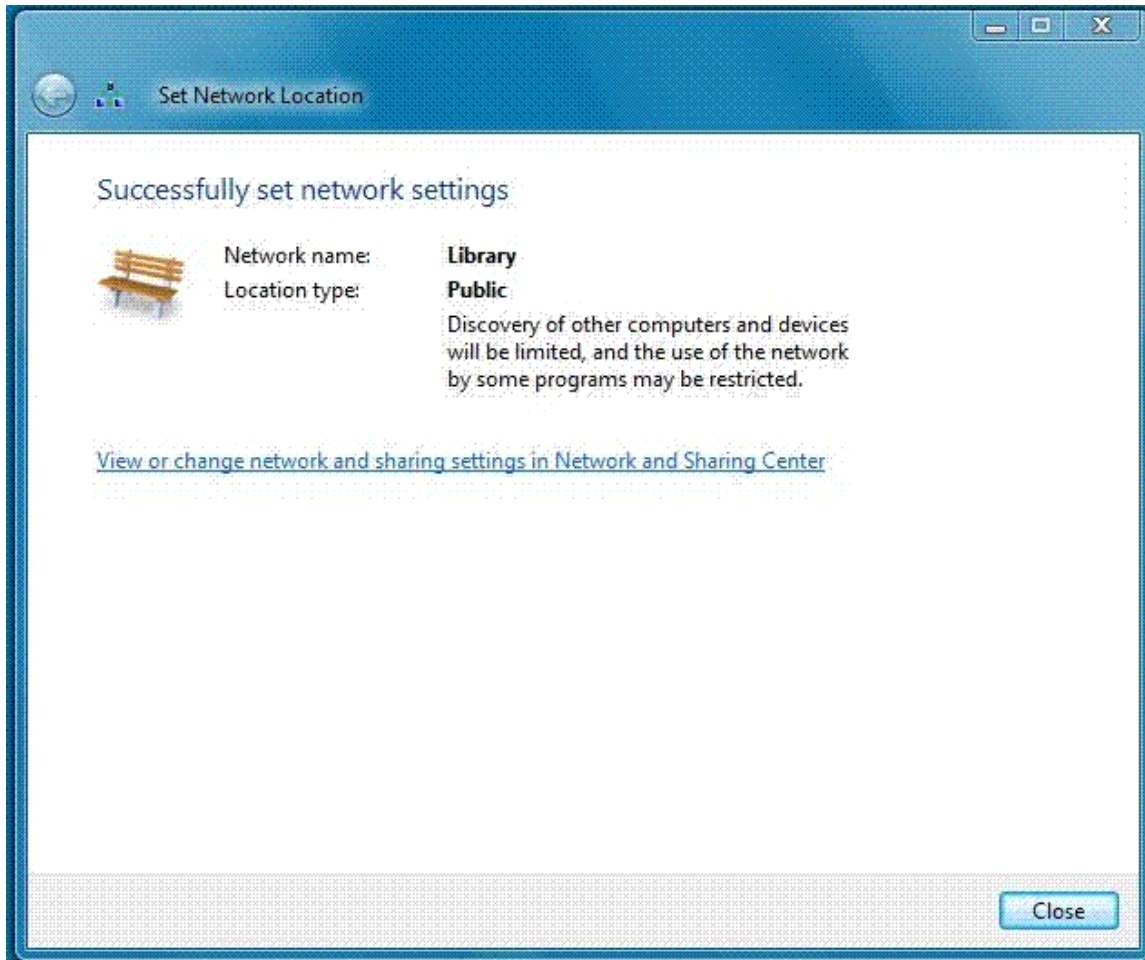 Set Network Location
Successfully set network settings
Network name: Library
Location type: Public
Discovery of other computers and devices
will be limited, and the use of the network
by some programs may be restricted.
View or change network and sharing settings in Network and Sharing Center
Close